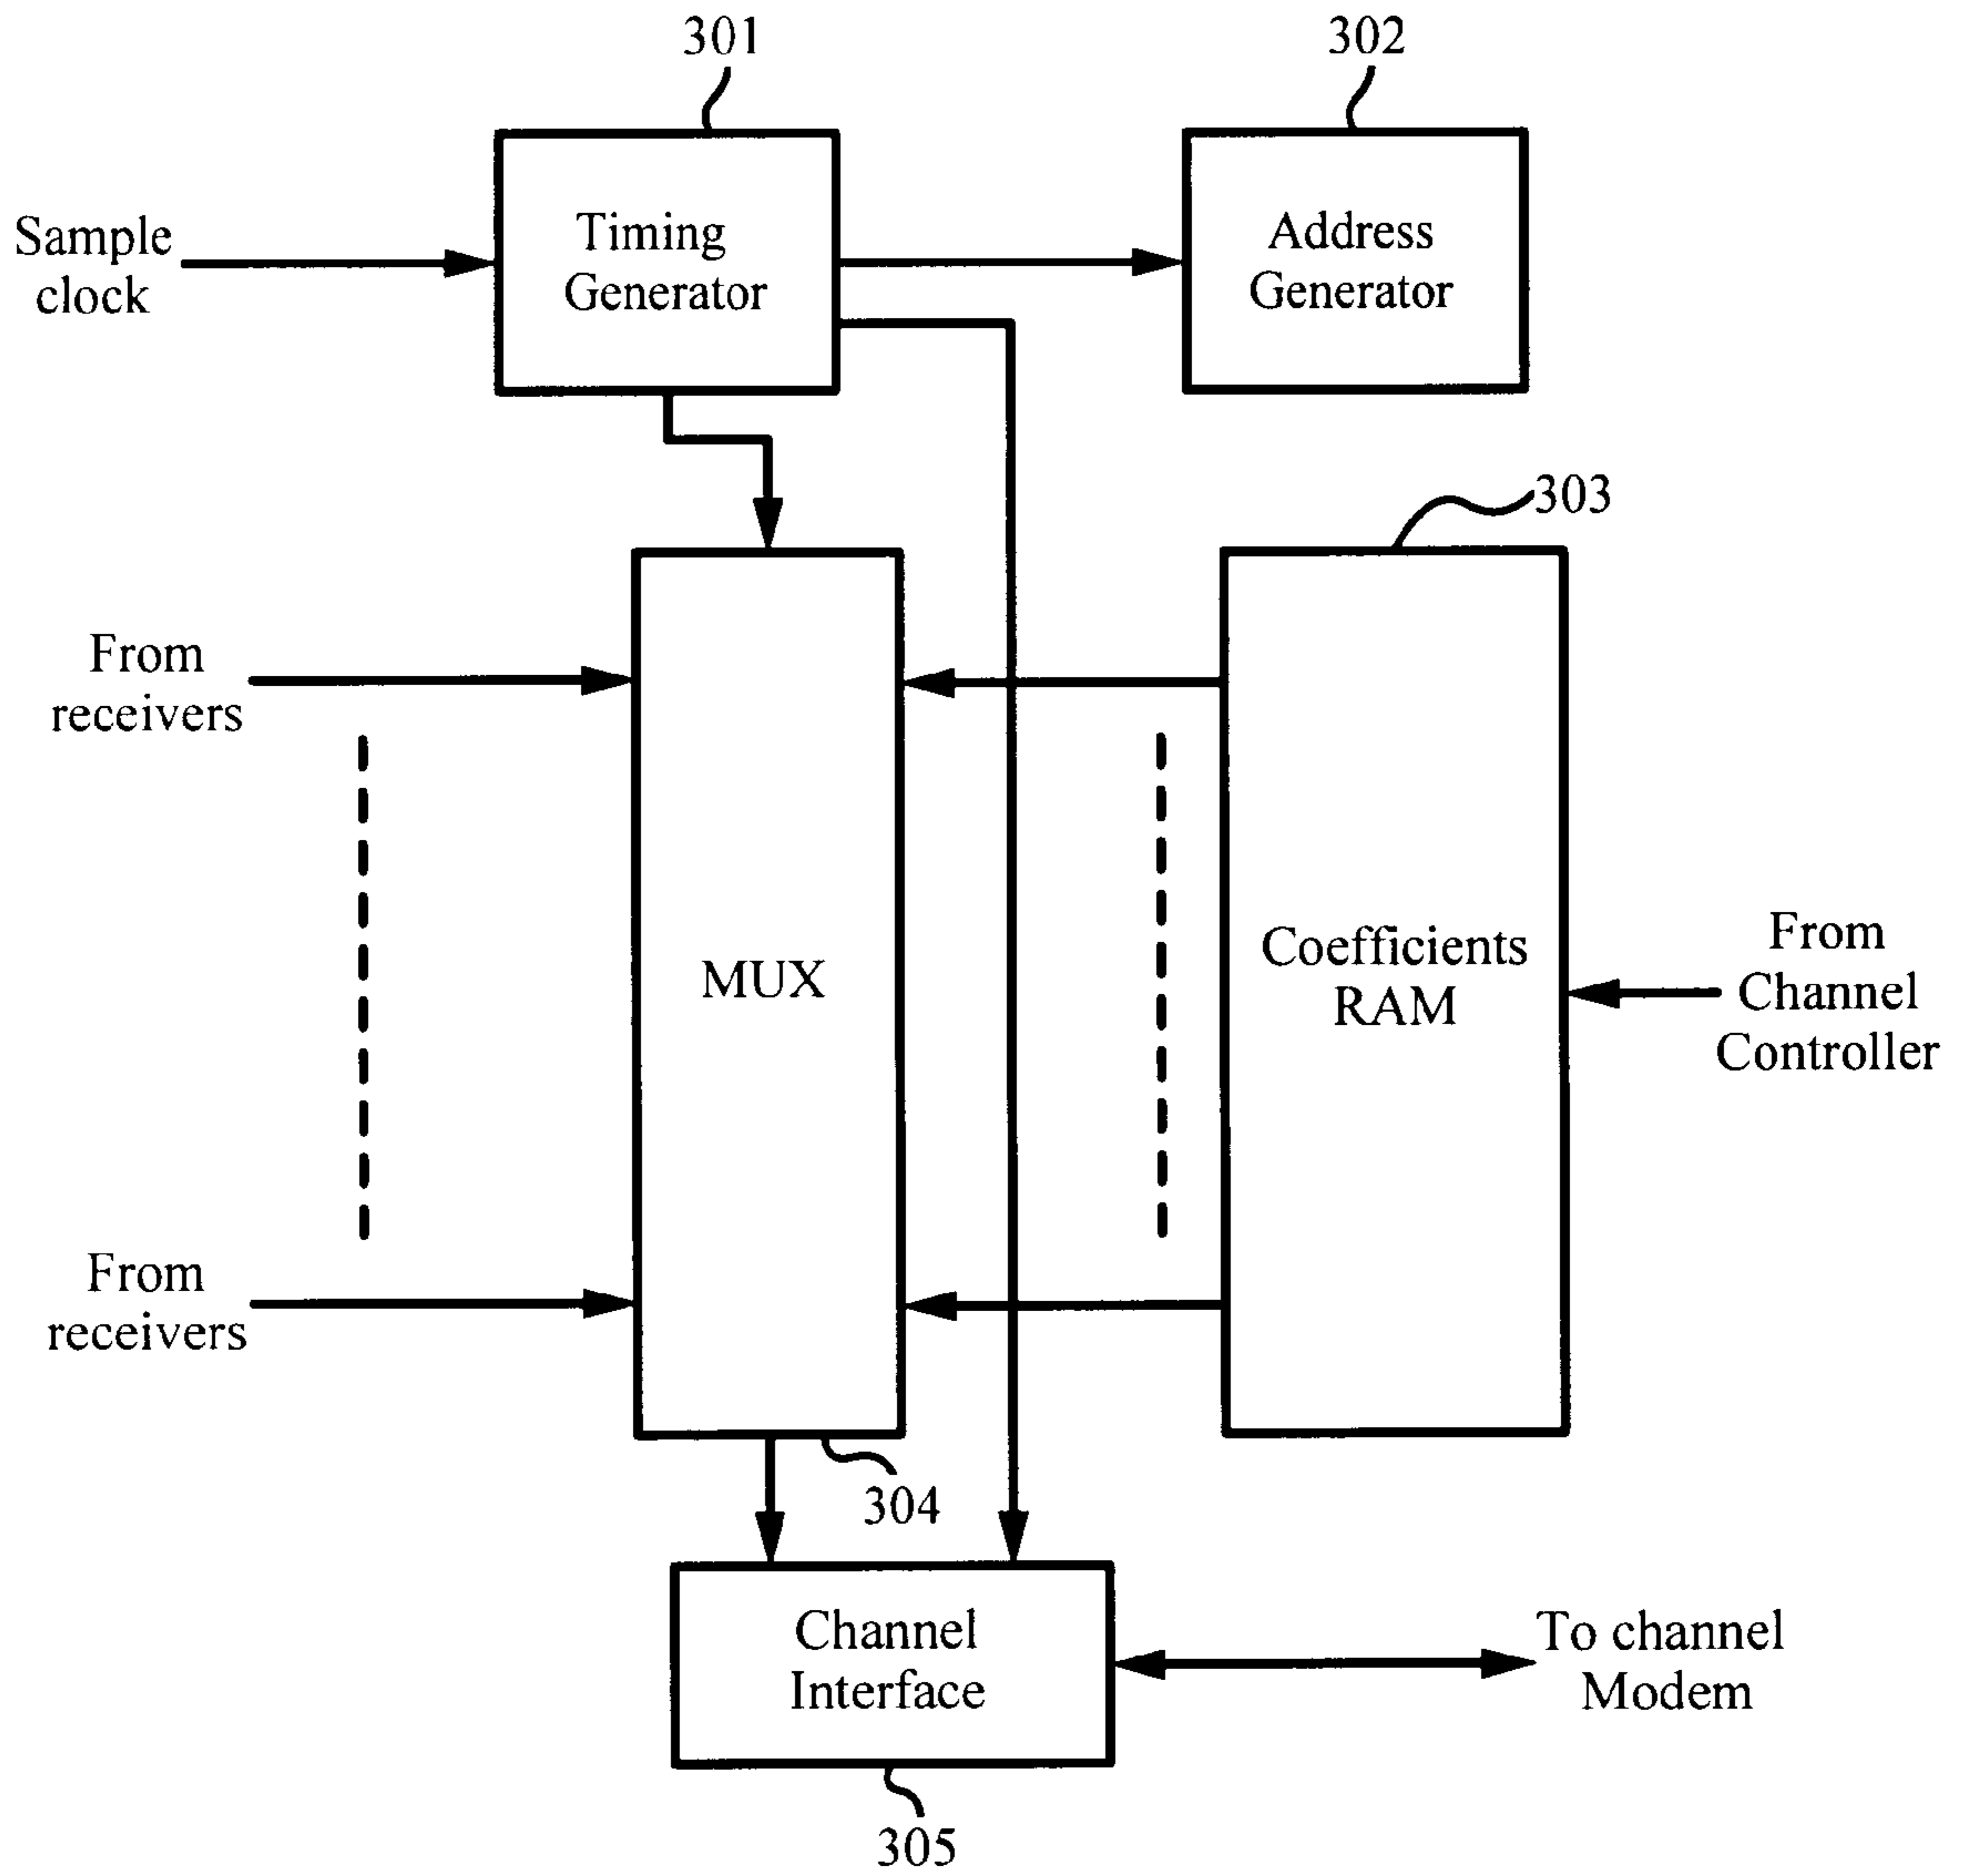 301
302
Sample
clock
Timing
Generator
Address
Generator
303
From
receivers
MUX
Coefficients
RAM
From
Channel
Controller
From
receivers
304
Channel
Interface
To channel
Modem
305